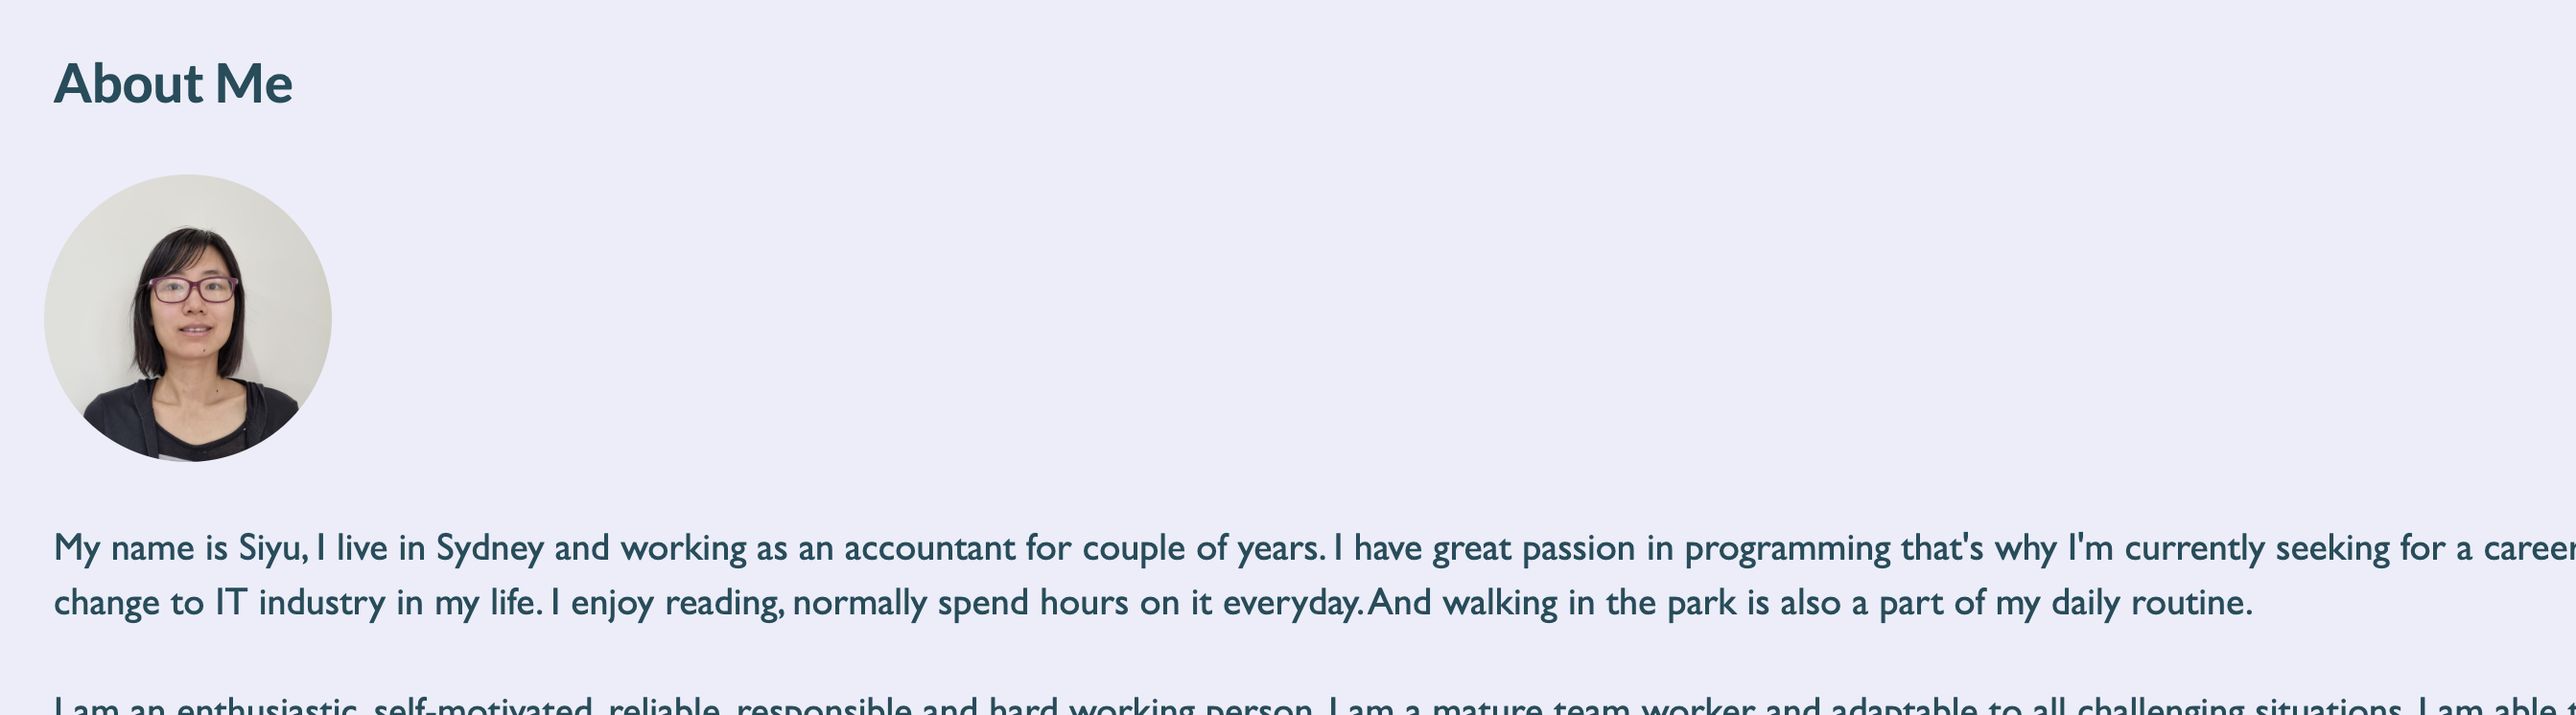 About Me
My name is Siyu, I live in Sydney and working as an accountant for couple of years. I have great passion in programming that's why I'm currently seeking for a career
change to IT industry in my life. I enjoy reading, normally spend hours on it everyday. And walking in the park is also a part of my daily routine.
I am an enthusiastic, self-motivated, reliable, responsible and hard working person. I am a mature team worker and adaptable to all challenging situations. I am able